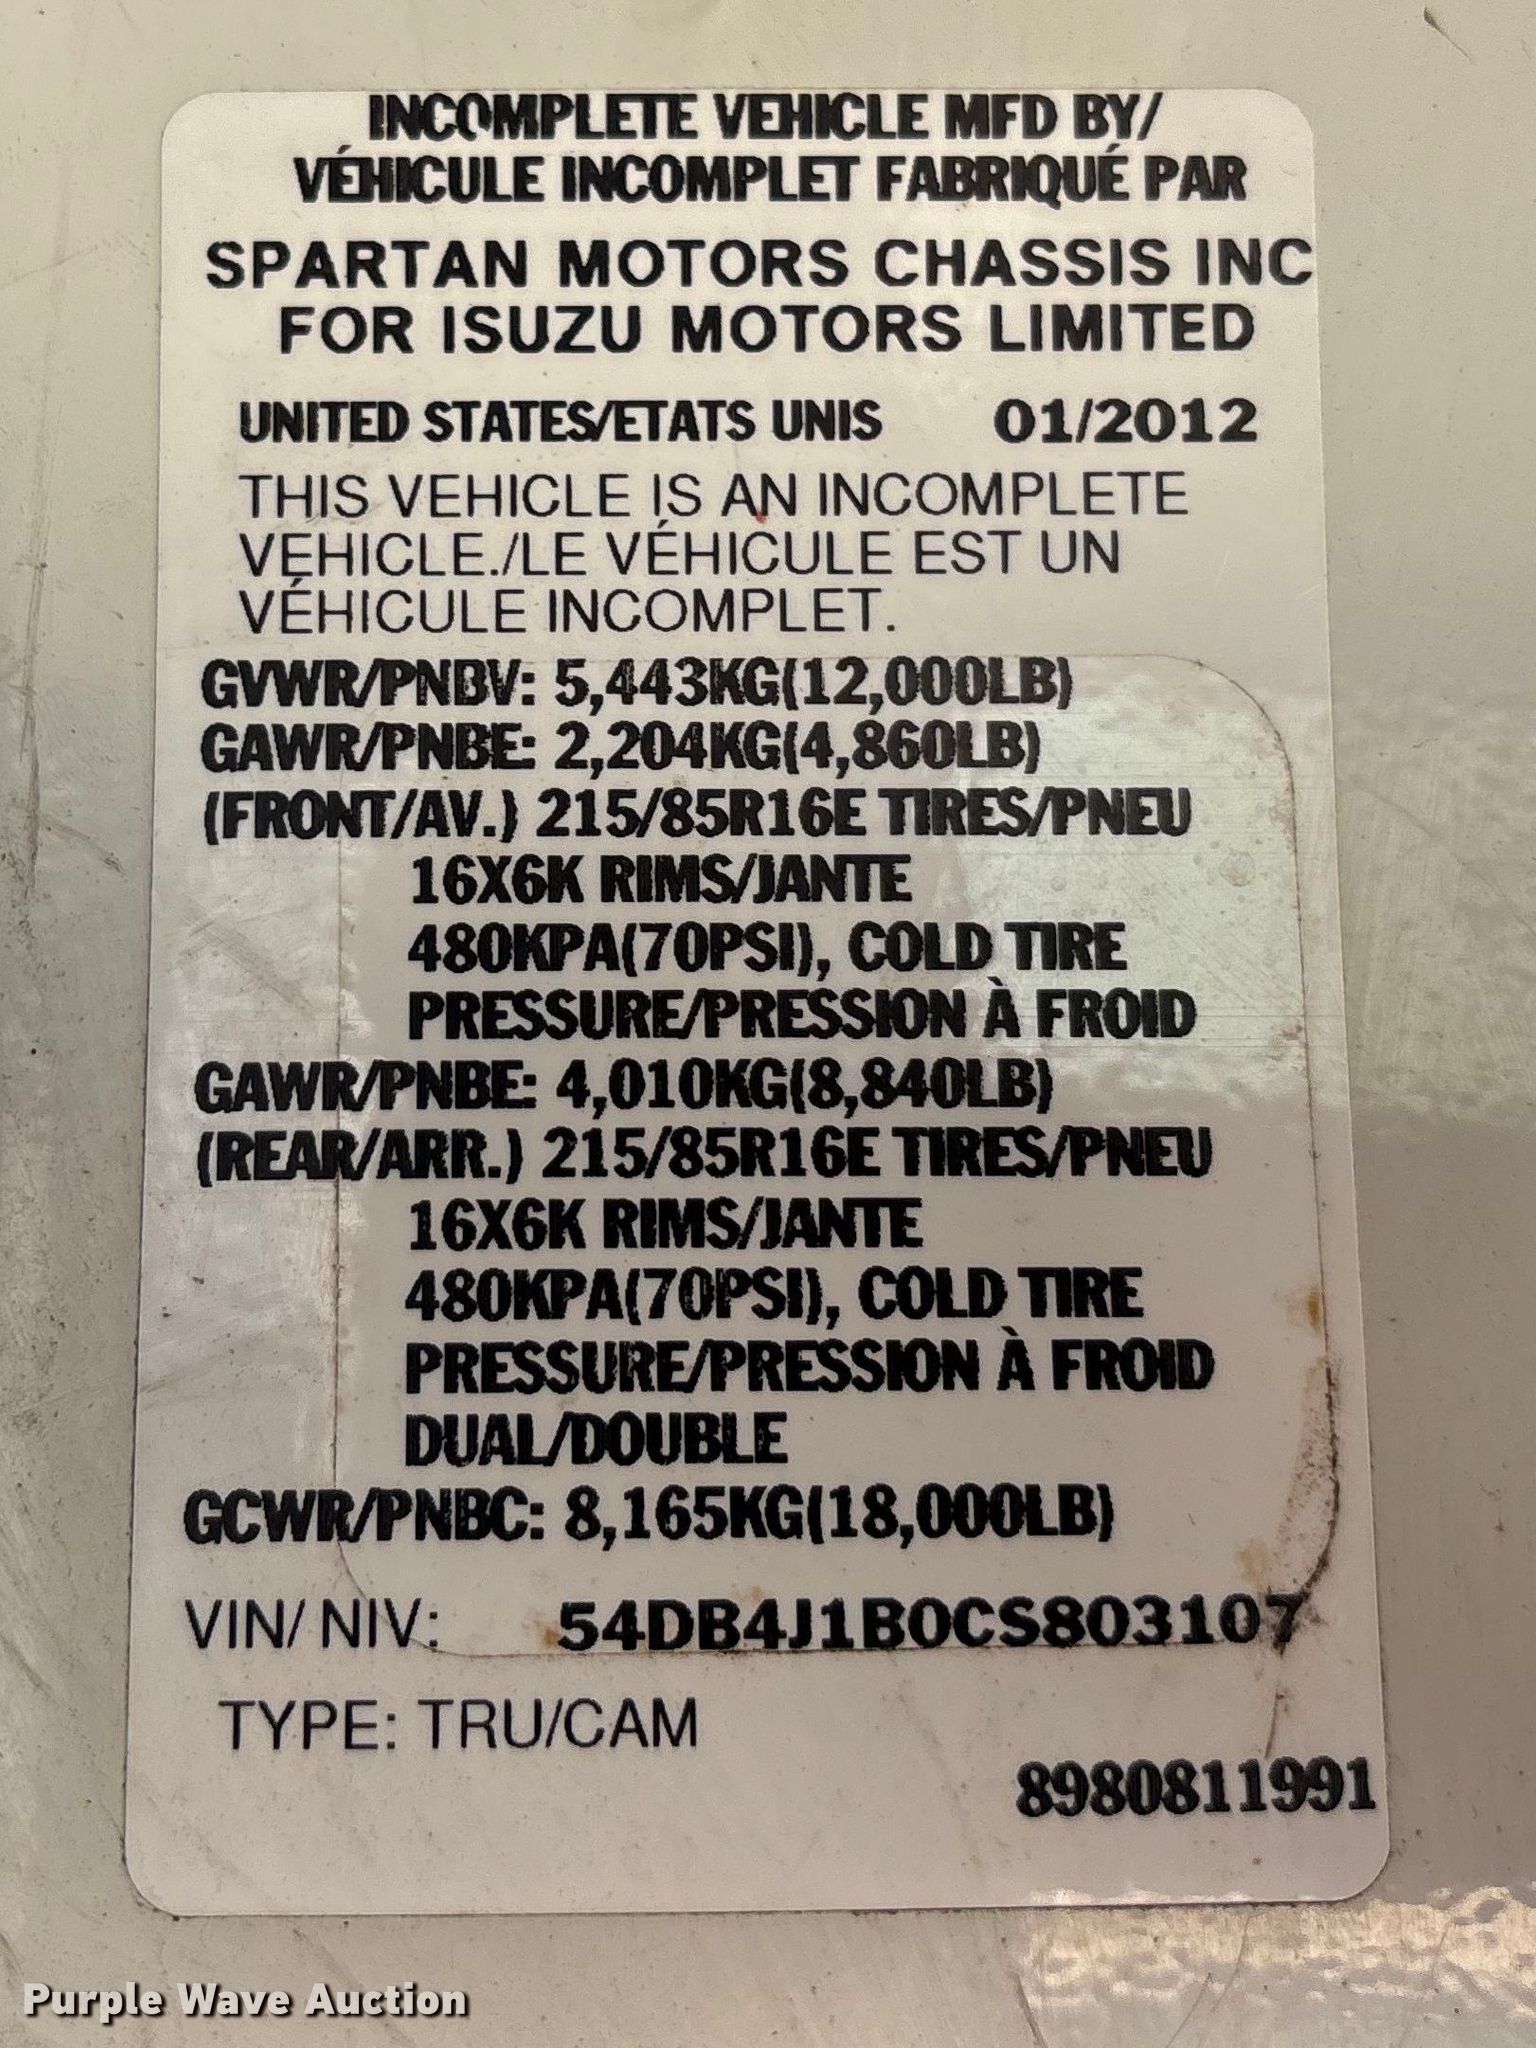 INCOMPLETE VEHICLE MFD BY/
VÉHICULE INCOMPLET FABRIQUÉ PAR
SPARTAN MOTORS CHASSIS INC
FOR ISUZU MOTORS LIMITED
UNITED STATES/ETATS UNIS 01/2012
THIS VEHICLE IS AN INCOMPLETE
VEHICLE./LE VÉHICULE EST UN
VÉHICULE INCOMPLET.
GVWR/PNBV: 5,443KG(12,000LB)
GAWR/PNBE: 2,204KG(4,860LB)
(FRONT/AV.) 215/85R16E TIRES/PNEU
16X6K RIMS/JANTE
480KPA(70PSI), COLD TIRE
PRESSURE/PRESSION À FROID
GAWR/PNBE: 4,010KG(8,840LB)
(REAR/ARR.) 215/85R16E TIRES/PNEU
16X6K RIMS/JANTE
480KPA(70PSI), COLD TIRE
PRESSURE/PRESSION À FROID
DUAL/DOUBLE
GCWR/PNBC: 8,165KG(18,000LB)
VIN/ NIV: 54DB4J1B0CS803107
TYPE: TRU/CAM
8980811991
Purple Wave Auction